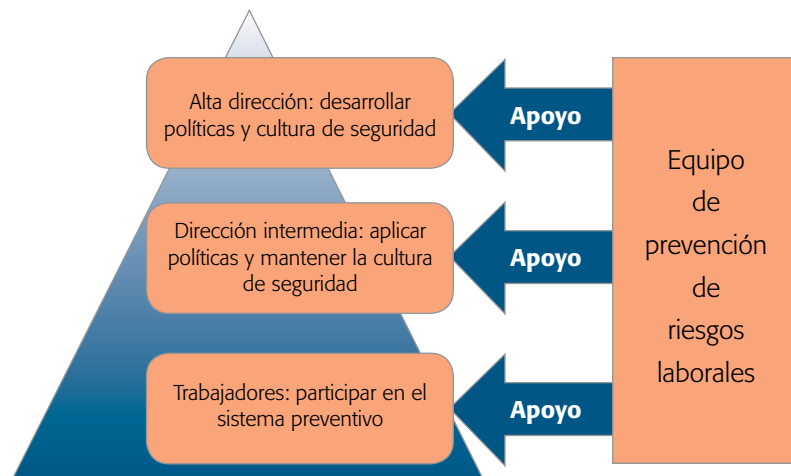 Alta dirección: desarrollar
políticas y cultura de seguridad
Apoyo
Dirección intermedia: aplicar
políticas y mantener la cultura
de seguridad
Apoyo
Trabajadores: participar en el
sistema preventivo
Apoyo
Equipo
de
prevención
de
riesgos
laborales